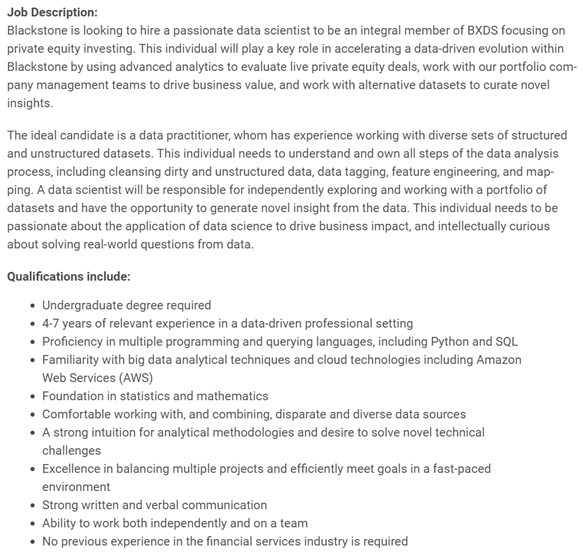 Job Description:
Blackstone is looking to hire a passionate data scientist to be an integral member of BXDS focusing on
private equity investing. This individual will play a key role in accelerating a data-driven evolution within
Blackstone by using advanced analytics to evaluate live private equity deals, work with our portfolio com-
pany management teams to drive business value, and work with alternative datasets to curate novel
insights.
The ideal candidate is a data practitioner, whom has experience working with diverse sets of structured
and unstructured datasets. This individual needs to understand and own all steps of the data analysis
process, including cleansing dirty and unstructured data, data tagging, feature engineering, and map-
ping. A data scientist will be responsible for independently exploring and working with a portfolio of
datasets and have the opportunity to generate novel insight from the data. This individual needs to be
passionate about the application of data science to drive business impact, and intellectually curious
about solving real-world questions from data.
Qualifications include:
• Undergraduate degree required
• 4-7 years of relevant experience in a data-driven professional setting
• Proficiency in multiple programming and querying languages, including Python and SQL
• Familiarity with big data analytical techniques and cloud technologies including Amazon
Web Services (AWS)
• Foundation in statistics and mathematics
• Comfortable working with, and combining, disparate and diverse data sources
• A strong intuition for analytical methodologies and desire to solve novel technical
challenges
• Excellence in balancing multiple projects and efficiently meet goals in a fast-paced
environment
• Strong written and verbal communication
• Ability to work both independently and on a team
• No previous experience in the financial services industry is required